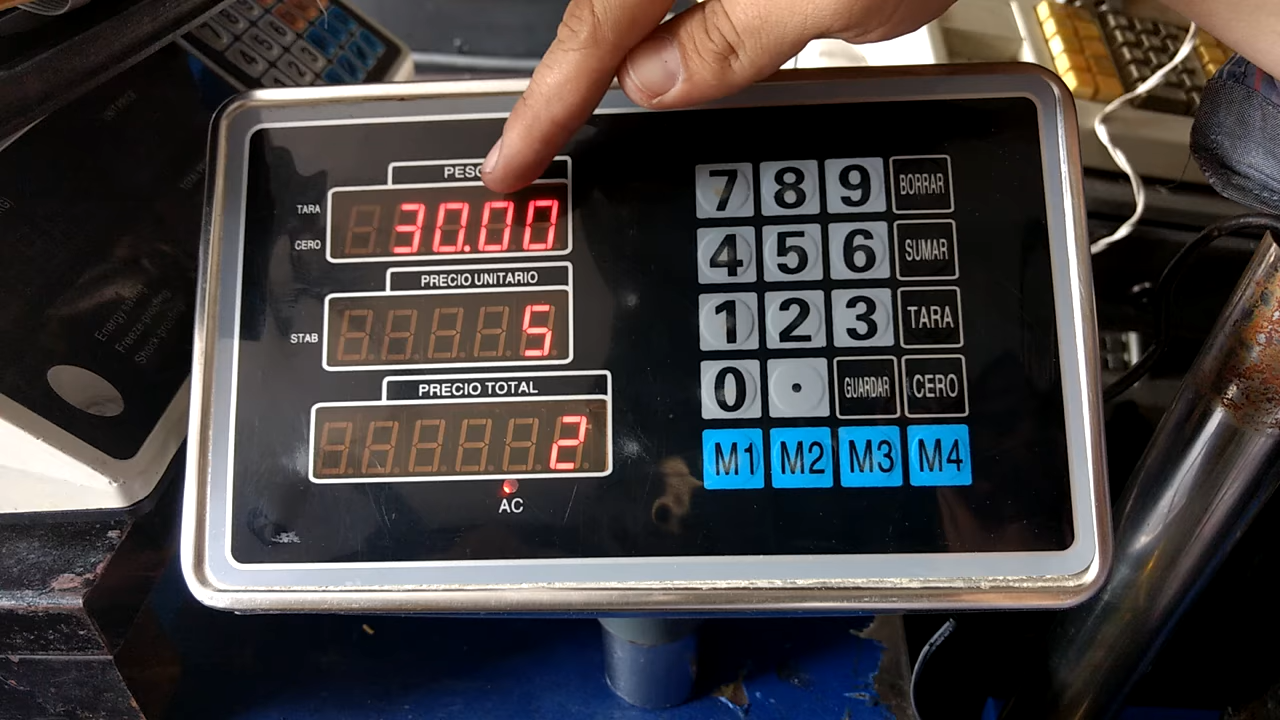 PESO
TARA
30.00
CERO
PRECIO UNITARIO
STAB
5
PRECIO TOTAL
2
AC
7 8 9 BORRAR
4 5 6 SUMAR
1 2 3 TARA
0 . GUARDAR CERO
M1 M2 M3 M4